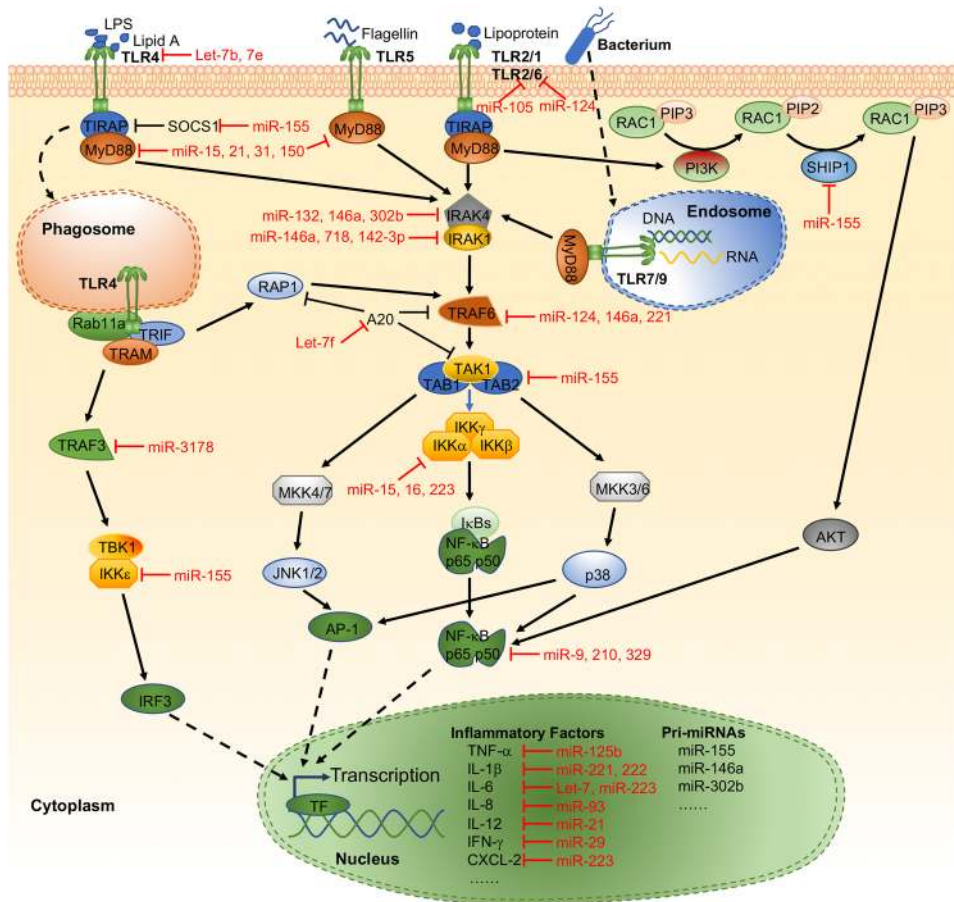 LPS
Lipid A
TLR4
Let-7b, 7e
Flagellin
TLR5
Lipoprotein
TLR2/1
TLR2/6
Bacterium
miR-105
miR-124
TIRAP
MyD88
SOCS1
miR-155
miR-15, 21, 31, 150
MyD88
TIRAP
MyD88
RAC1
PIP3
PI3K
RAC1
PIP2
SHIP1
miR-155
RAC1
PIP3
Phagosome
TLR4
Rab11a
TRIF
TRAM
miR-132, 146a, 302b
IRAK4
miR-146a, 718, 142-3p
IRAK1
MyD88
DNA
Endosome
RNA
TLR7/9
RAP1
A20
Let-7f
TRAF6
miR-124, 146a, 221
TAK1
TAB1
TAB2
miR-155
TRAF3
miR-3178
IKKγ
IKKα
IKKβ
miR-15, 16, 223
MKK4/7
MKK3/6
IκBs
NF-κB
p65 p50
AKT
TBK1
IKKε
miR-155
JNK1/2
p38
AP-1
NF-κB
p65 p50
miR-9, 210, 329
IRF3
Cytoplasm
Transcription
TF
Nucleus
Inflammatory Factors
TNF-α
miR-125b
IL-1β
miR-221, 222
IL-6
Let-7, miR-223
IL-8
miR-93
IL-12
miR-21
IFN-γ
miR-29
CXCL-2
miR-223
......
Pri-miRNAs
miR-155
miR-146a
miR-302b
......